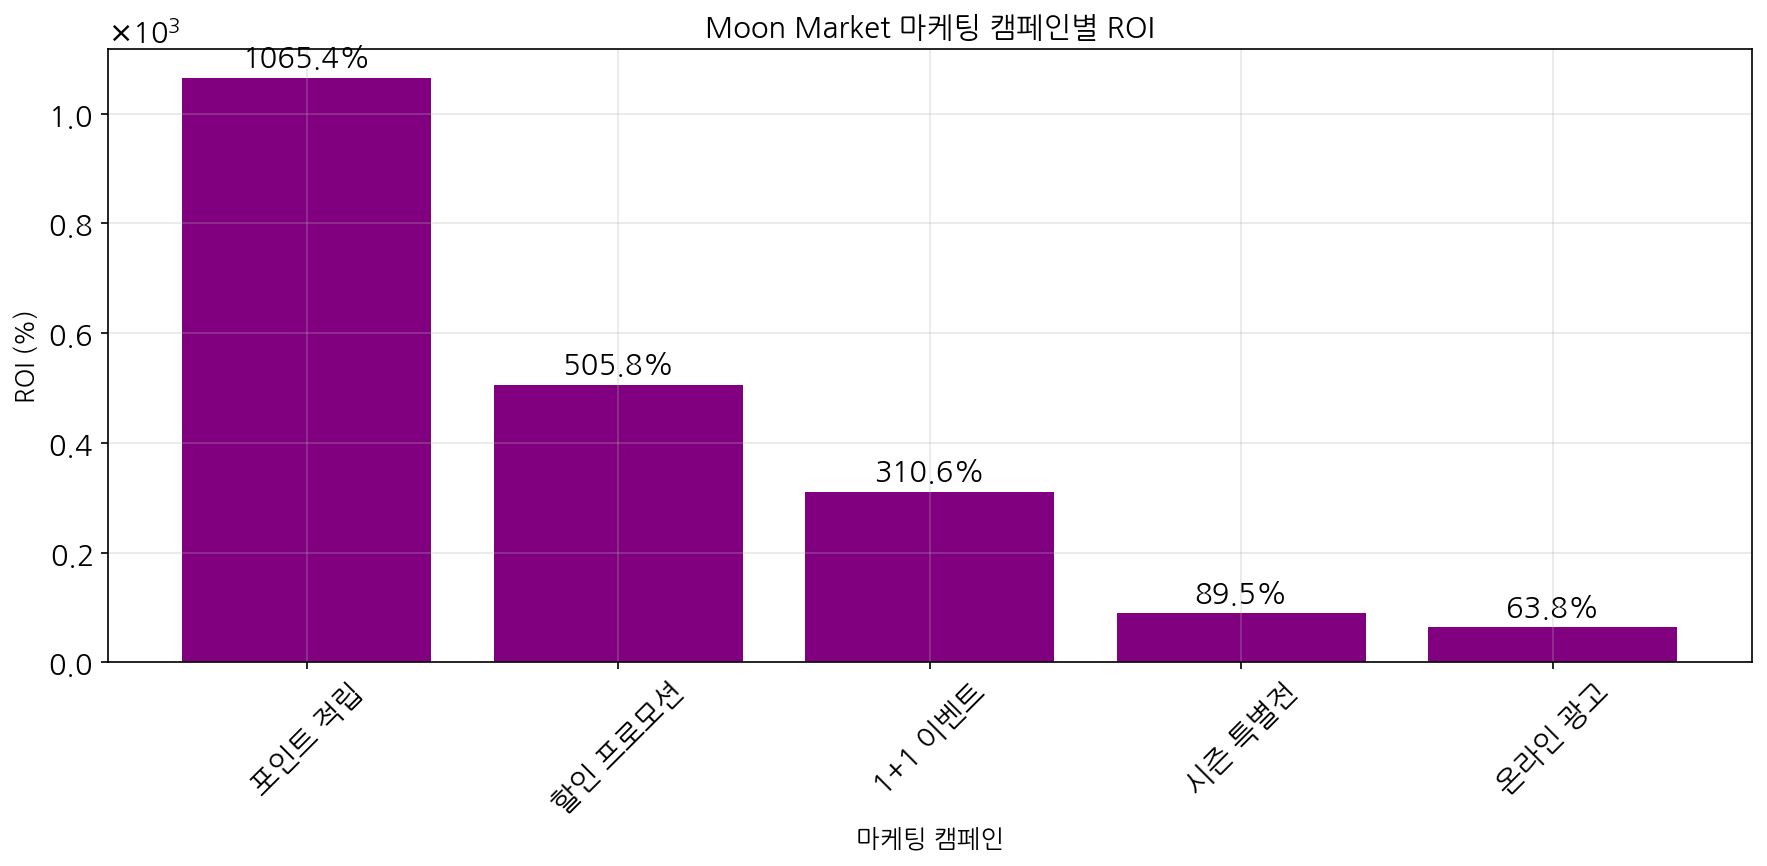 Moon Market 마케팅 캠페인별 ROI
×10³
1065.4%
505.8%
310.6%
89.5%
63.8%
1.0
0.8
0.6
0.4
0.2
0.0
ROI (%)
포인트 적립
할인 프로모션
1+1 이벤트
시즌 특별전
온라인 광고
마케팅 캠페인